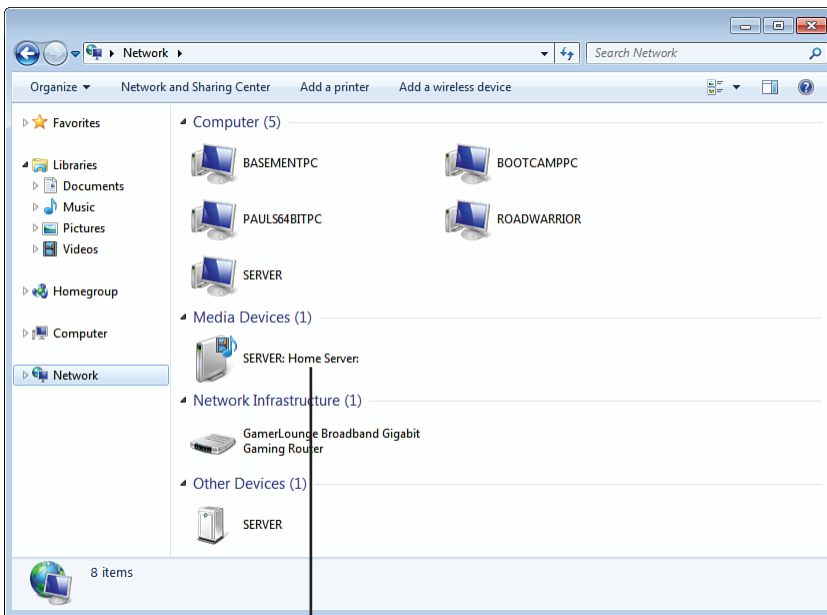 Network
Search Network
Organize
Network and Sharing Center
Add a printer
Add a wireless device
Favorites
Libraries
Documents
Music
Pictures
Videos
Homegroup
Computer
Network
Computer (5)
BASEMENTPC
BOOTCAMPPC
PAULS64BITPC
ROADWARRIOR
SERVER
Media Devices (1)
SERVER: Home Server:
Network Infrastructure (1)
GamerLounge Broadband Gigabit
Gaming Router
Other Devices (1)
SERVER
8 items